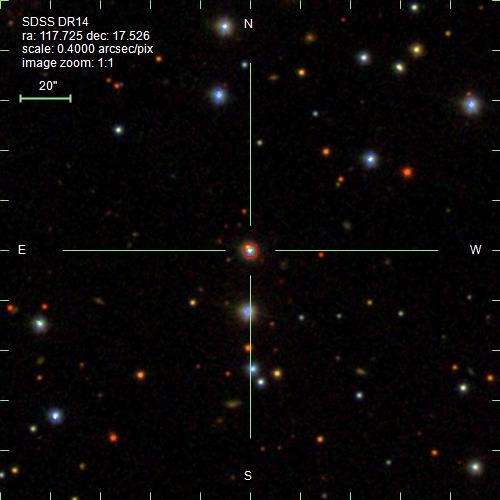 SDSS DR14
ra: 117.725 dec: 17.526
scale: 0.4000 arcsec/pix
image zoom: 1:1
20"
N
E
W
S